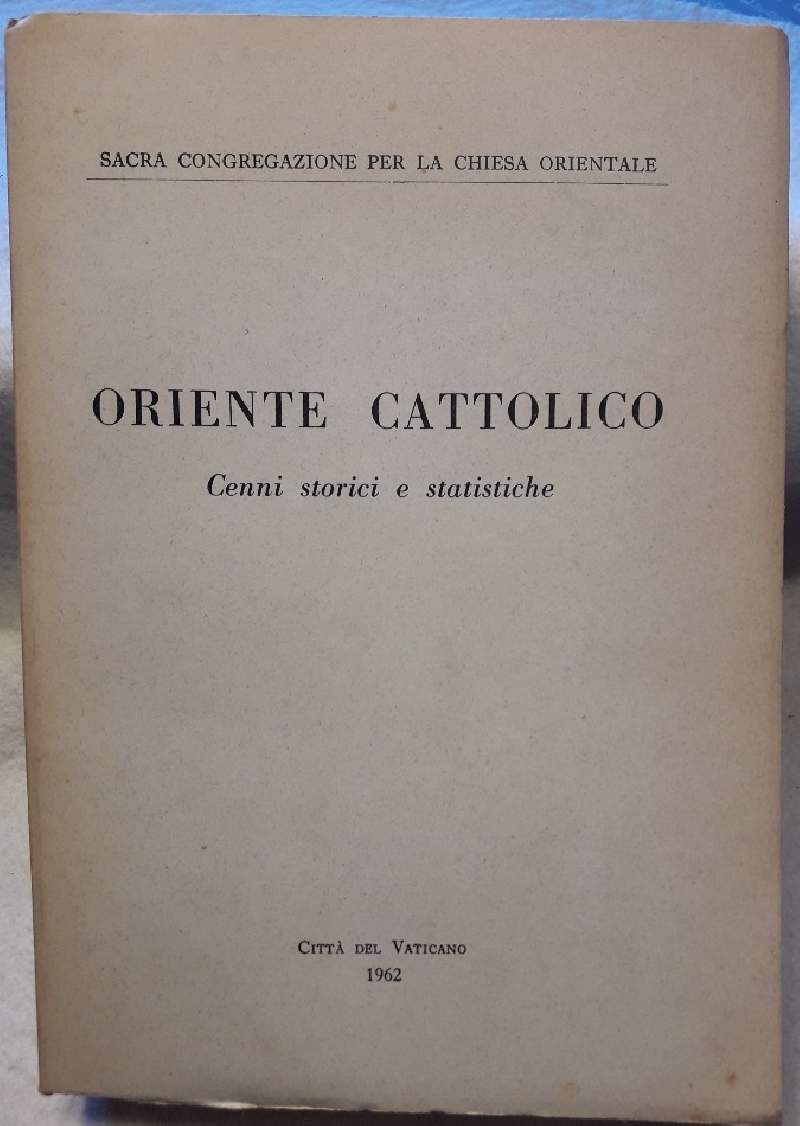 SACRA CONGREGAZIONE PER LA CHIESA ORIENTALE
ORIENTE CATTOLICO
Cenni storici e statistiche
CITTÀ DEL VATICANO
1962